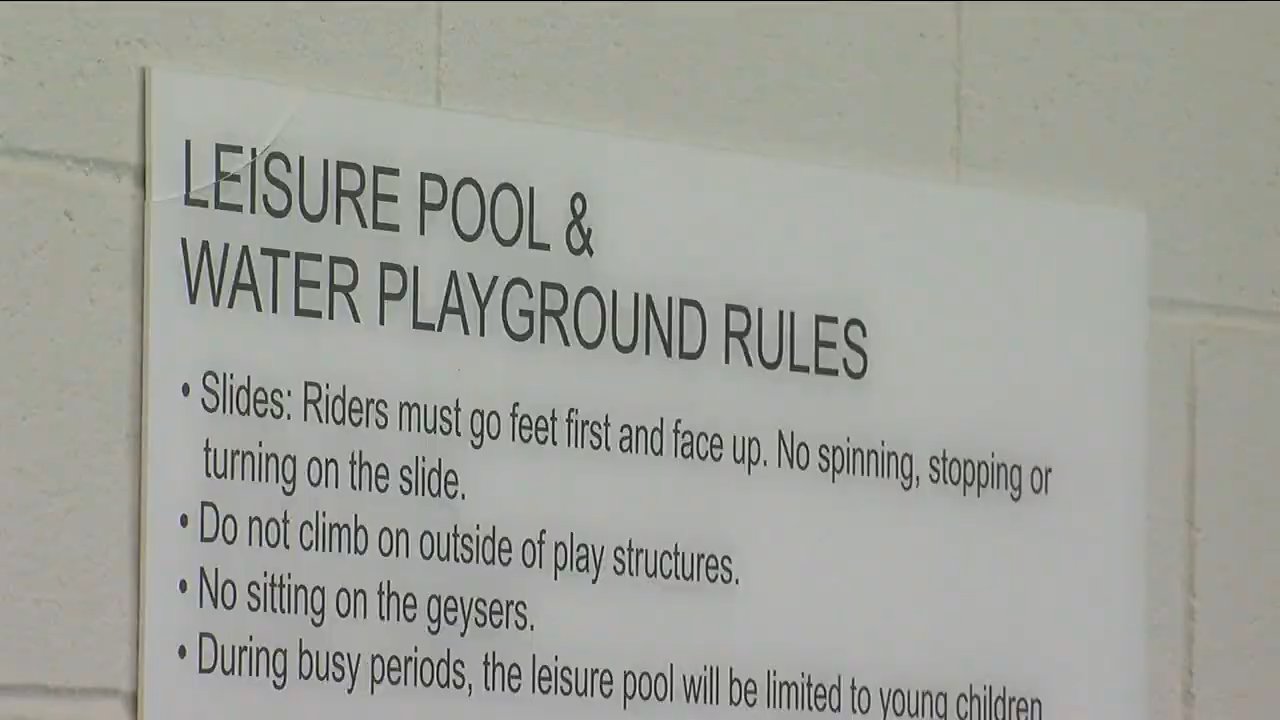 LEISURE POOL &
WATER PLAYGROUND RULES
• Slides: Riders must go feet first and face up. No spinning, stopping or
turning on the slide.
• Do not climb on outside of play structures.
• No sitting on the geysers.
• During busy periods, the leisure pool will be limited to young children